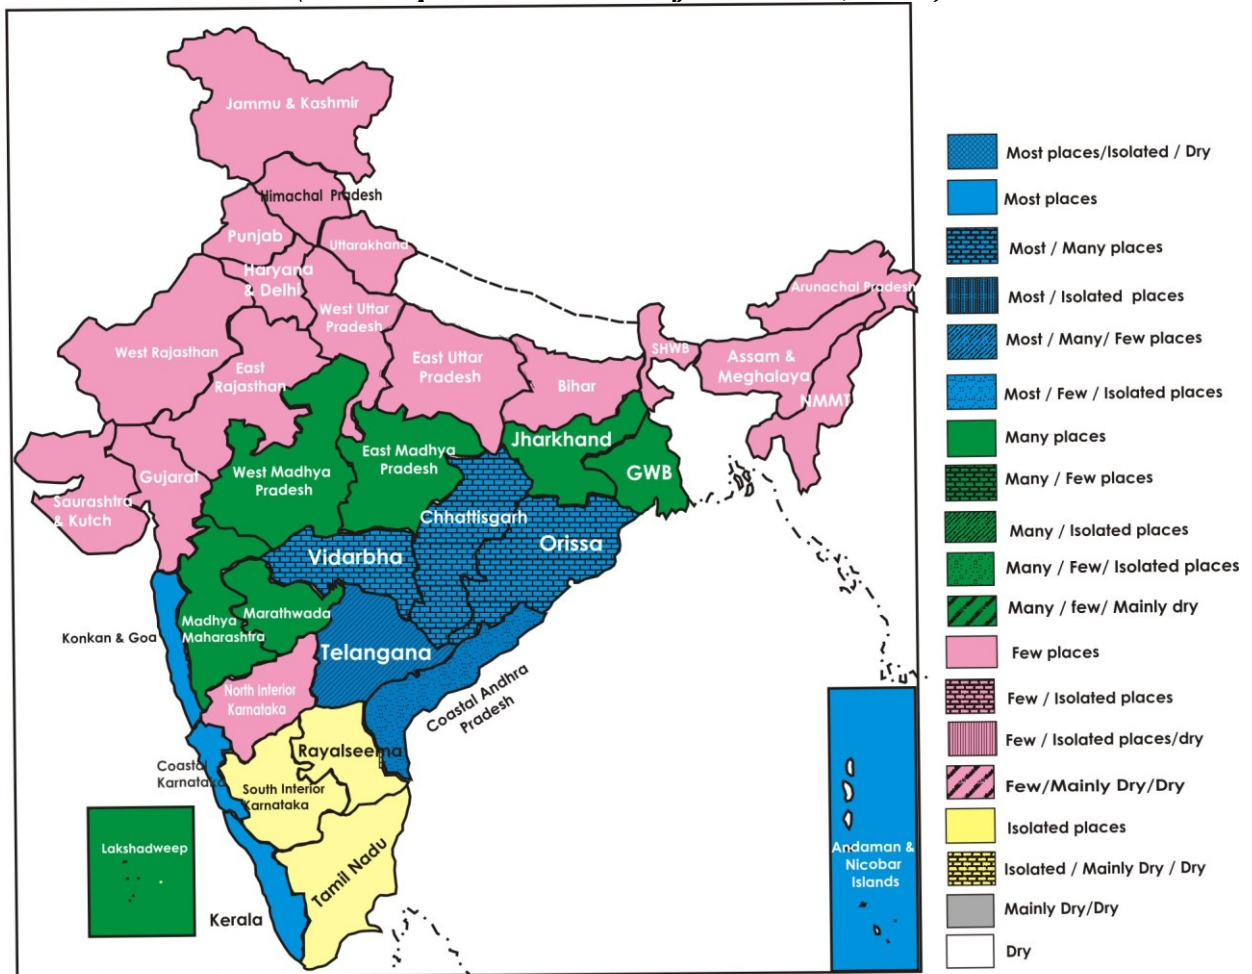 Jammu & Kashmir
Himachal Pradesh
Punjab
Uttarakhand
Haryana
& Delhi
West Uttar
Pradesh
Arunachal Pradesh
West Rajasthan
East
Rajasthan
East Uttar
Pradesh
Bihar
SHWB
Assam &
Meghalaya
NMMT
Saurashtra
& Kutch
Gujarat
West Madhya
Pradesh
East Madhya
Pradesh
Jharkhand
GWB
Chhattisgarh
Orissa
Vidarbha
Konkan & Goa
Madhya
Maharashtra
Marathwada
Telangana
North Interior
Karnataka
Coastal Andhra
Pradesh
Coastal
Karnataka
Rayalseema
South Interior
Karnataka
Lakshadweep
Kerala
Tamil Nadu
Andaman &
Nicobar
Islands
Most places/Isolated / Dry
Most places
Most / Many places
Most / Isolated places
Most / Many/ Few places
Most / Few / Isolated places
Many places
Many / Few places
Many / Isolated places
Many / Few/ Isolated places
Many / few/ Mainly dry
Few places
Few / Isolated places
Few / Isolated places/dry
Few/Mainly Dry/Dry
Isolated places
Isolated / Mainly Dry / Dry
Mainly Dry/Dry
Dry